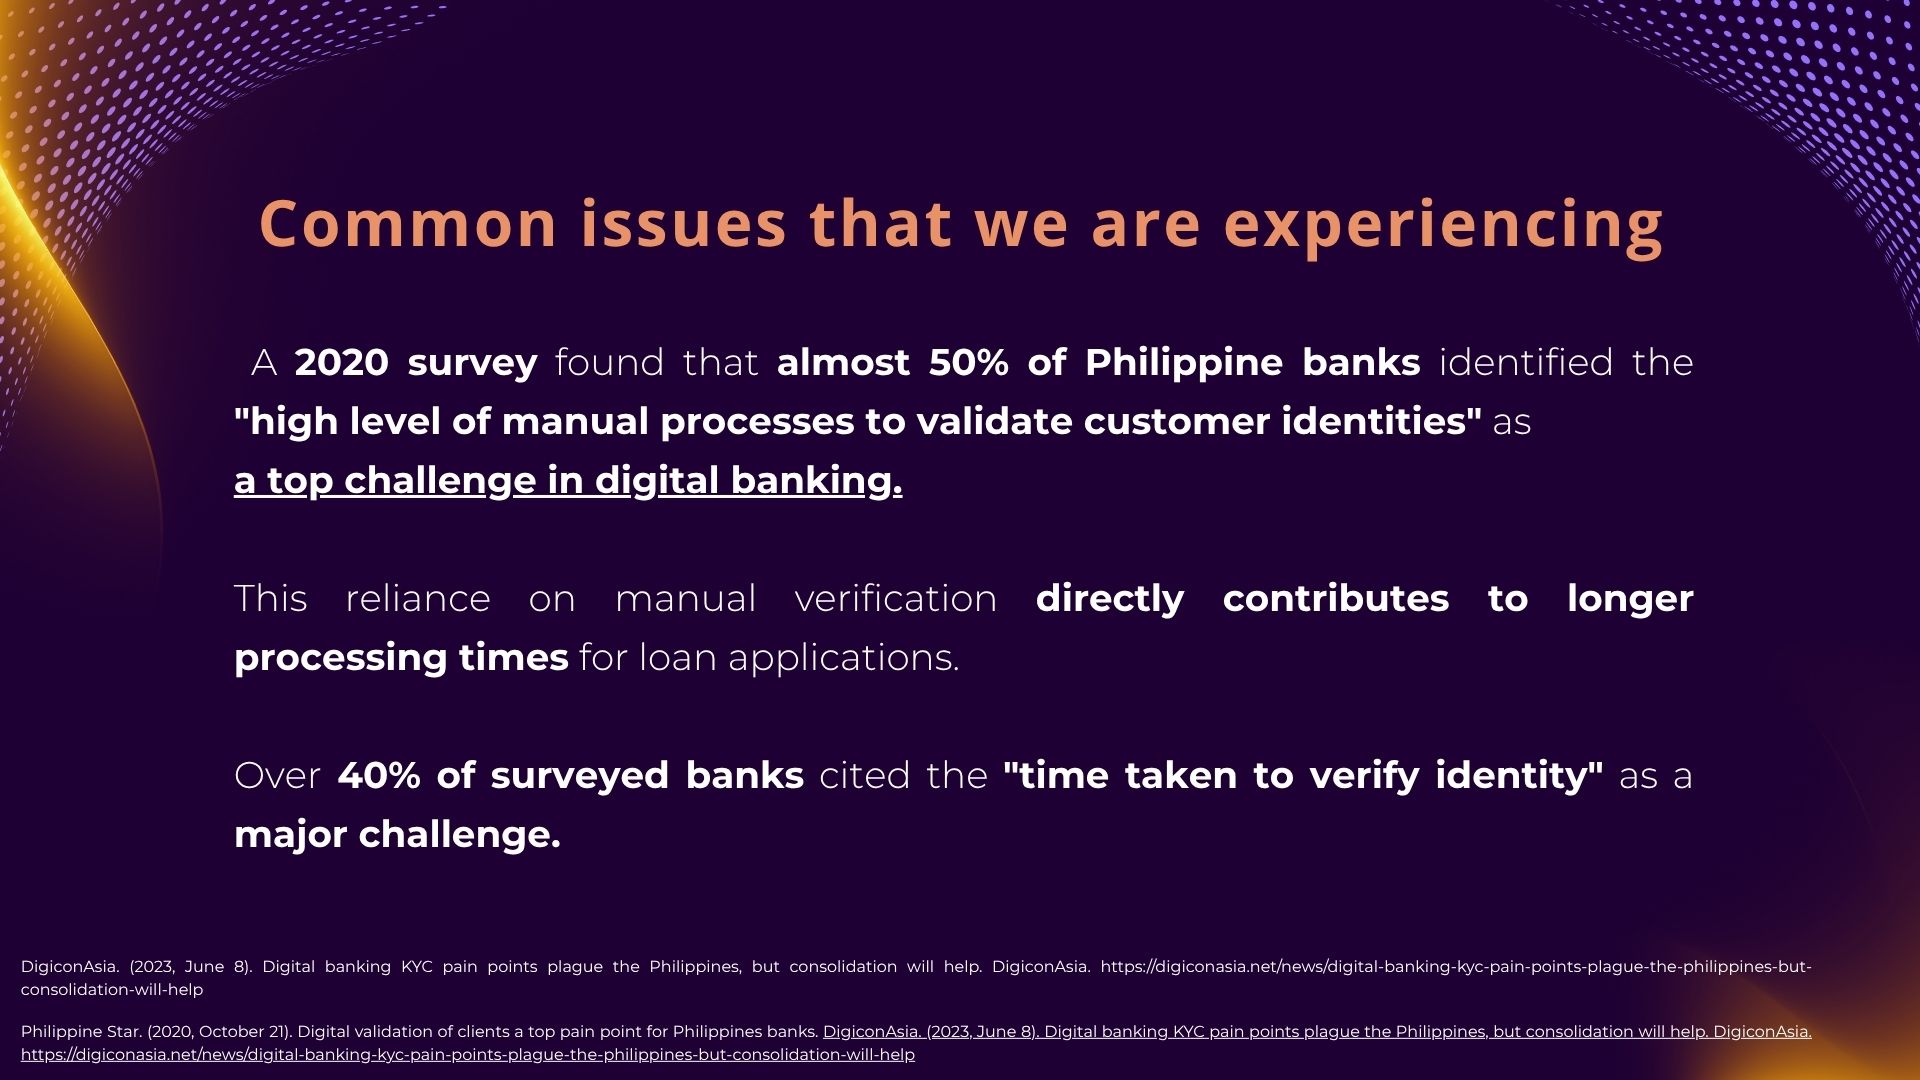 Common issues that we are experiencing
A 2020 survey found that almost 50% of Philippine banks identified the
"high level of manual processes to validate customer identities" as
a top challenge in digital banking.
This reliance on manual verification directly contributes to longer
processing times for loan applications.
Over 40% of surveyed banks cited the "time taken to verify identity" as a
major challenge.
DigiconAsia. (2023, June 8). Digital banking KYC pain points plague the Philippines, but consolidation will help. DigiconAsia. https://digiconasia.net/news/digital-banking-kyc-pain-points-plague-the-philippines-but-
consolidation-will-help
Philippine Star. (2020, October 21). Digital validation of clients a top pain point for Philippines banks. DigiconAsia. (2023, June 8). Digital banking KYC pain points plague the Philippines, but consolidation will help. DigiconAsia.
https://digiconasia.net/news/digital-banking-kyc-pain-points-plague-the-philippines-but-consolidation-will-help